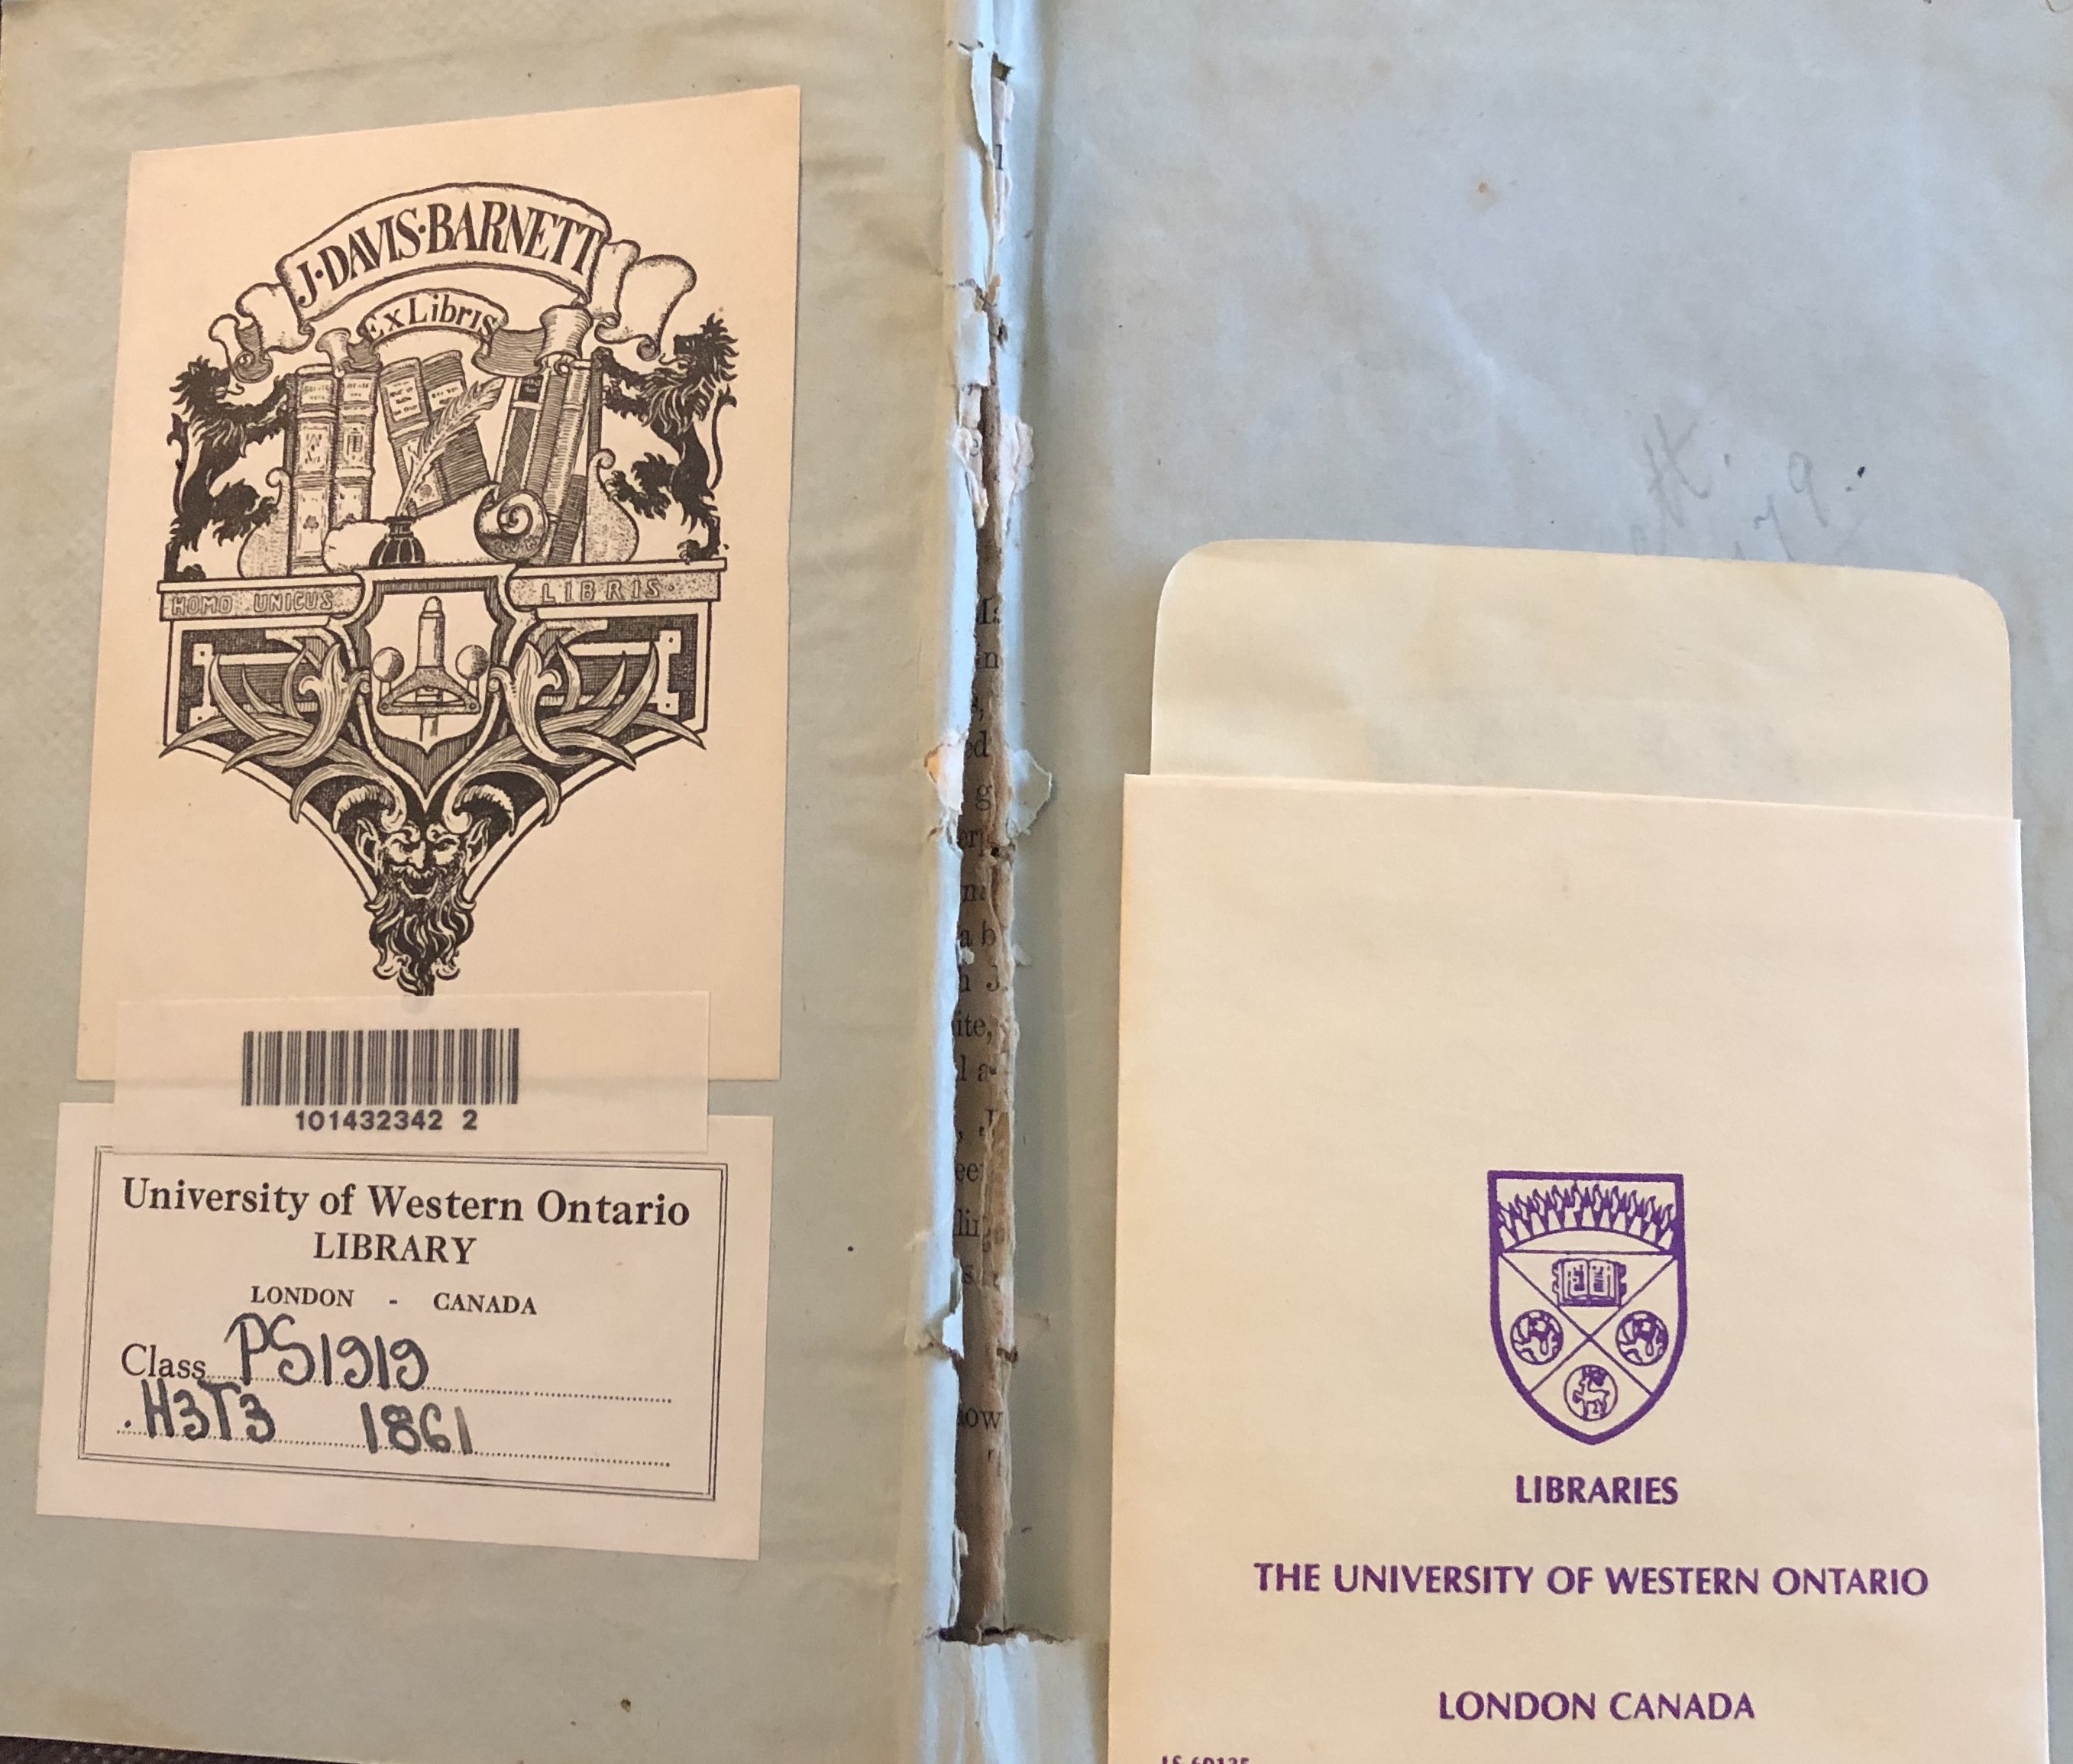 J·DAVIS·BARNETT
Ex Libris
HOMO UNICUS LIBRIS·
101432342 2
University of Western Ontario
LIBRARY
LONDON - CANADA
Class PS1919
.H3T3 1861
LIBRARIES
THE UNIVERSITY OF WESTERN ONTARIO
LONDON CANADA